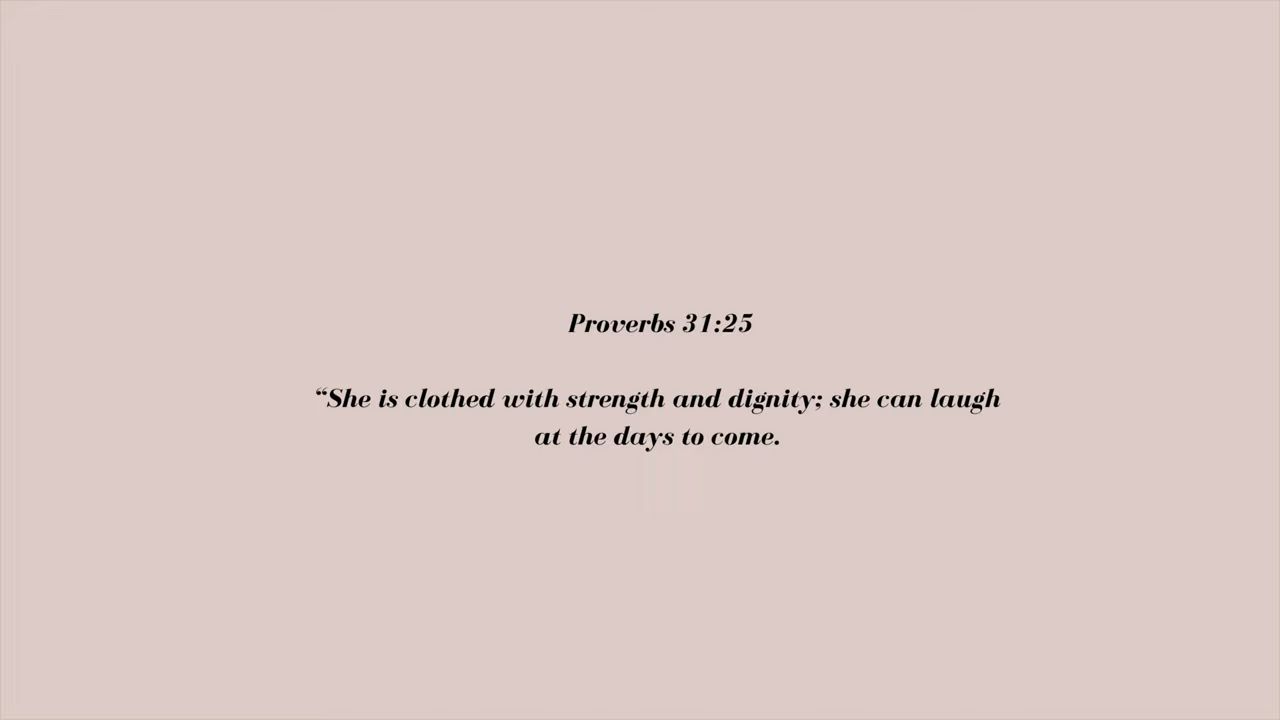 Proverbs 31:25
“She is clothed with strength and dignity; she can laugh
at the days to come.